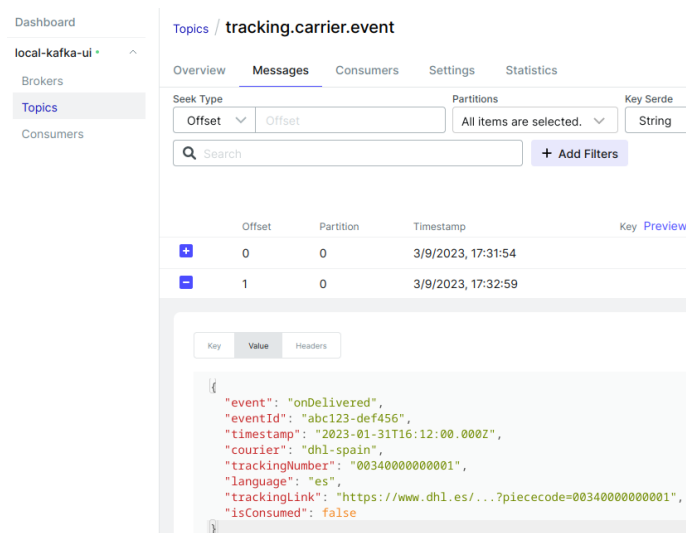 Dashboard
local-kafka-ui
Brokers
Topics
Consumers
Topics / tracking.carrier.event
Overview Messages Consumers Settings Statistics
Seek Type Partitions Key Serde
Offset Offset All items are selected. String
Search + Add Filters
Offset Partition Timestamp Key Preview
0 0 3/9/2023, 17:31:54
1 0 3/9/2023, 17:32:59
Key Value Headers
{
"event": "onDelivered",
"eventId": "abc123-def456",
"timestamp": "2023-01-31T16:12:00.000Z",
"courier": "dhl-spain",
"trackingNumber": "00340000000001",
"language": "es",
"trackingLink": "https://www.dhl.es/...?piececode=00340000000001",
"isConsumed": false
}